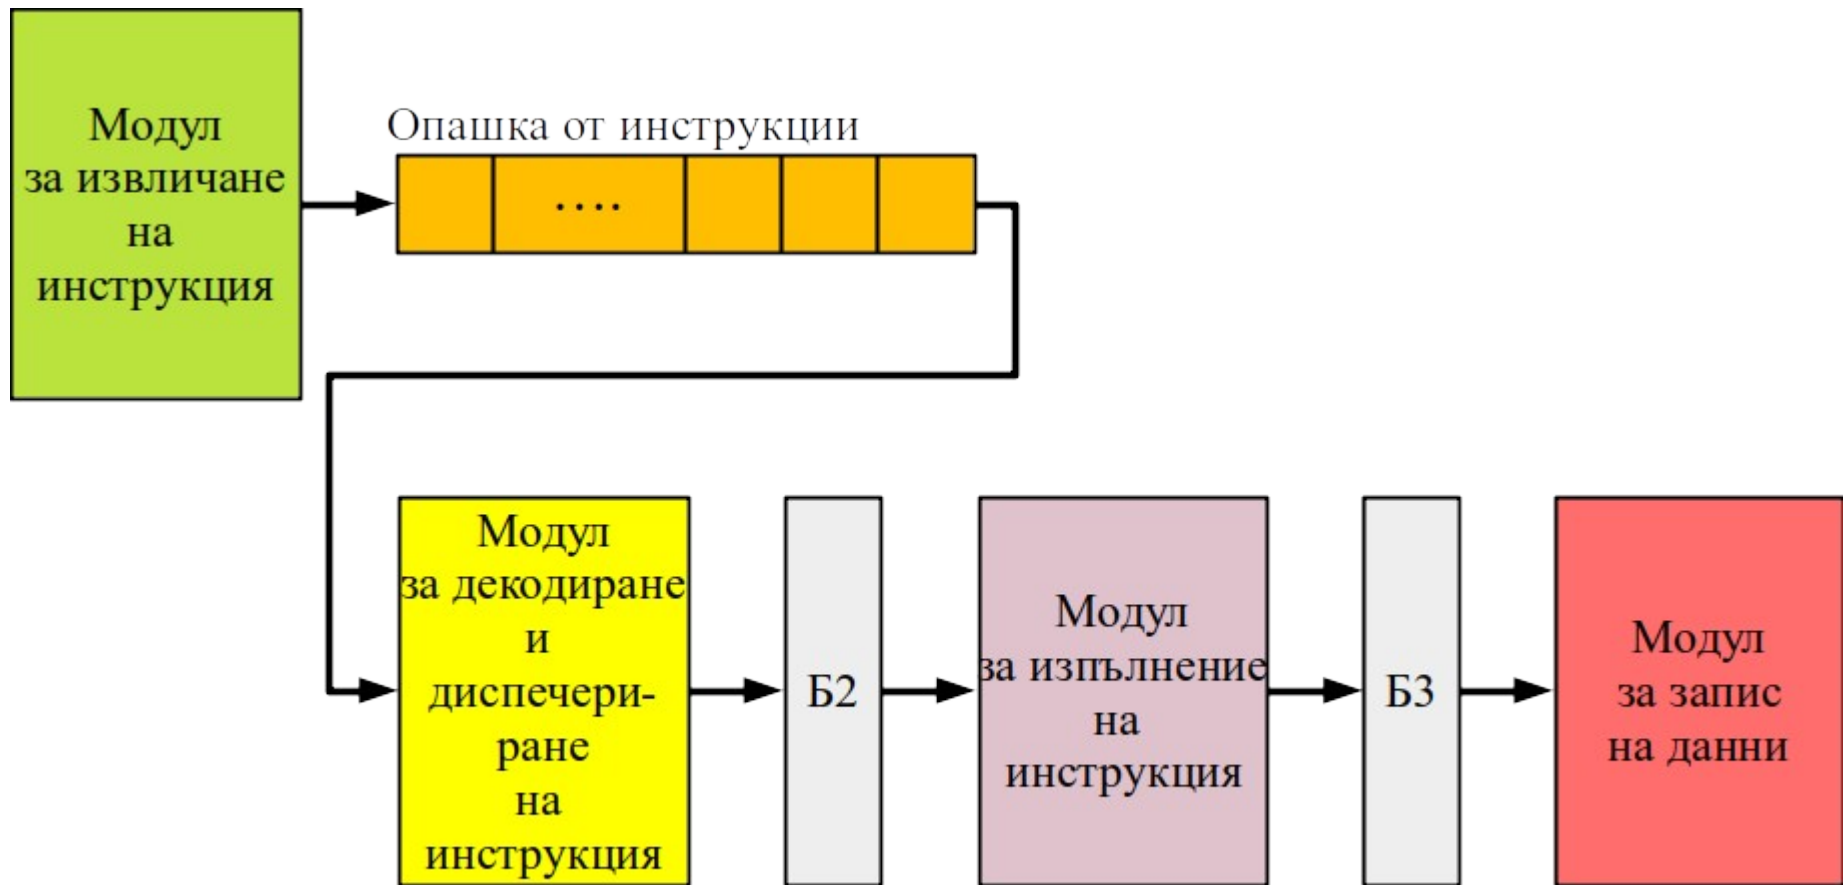 Модул
за извличане
на
инструкция
Опашка от инструкции
....
Модул
за декодиране
и
диспечери-
ране
на
инструкция
Б2
Модул
за изпълнение
на
инструкция
Б3
Модул
за запис
на данни